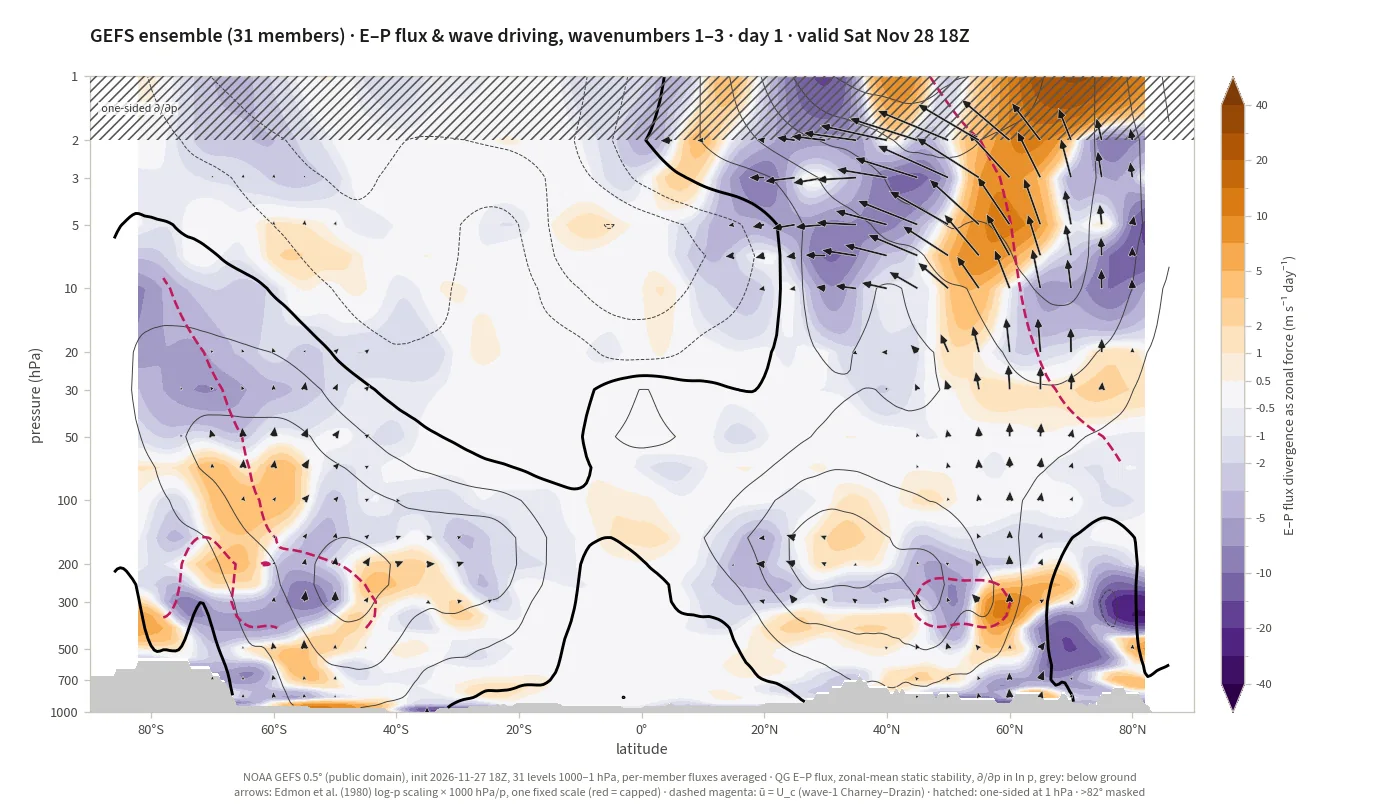 GEFS ensemble (31 members) · E–P flux & wave driving, wavenumbers 1–3 · day 1 · valid Sat Nov 28 18Z
one-sided ∂/∂p
pressure (hPa)
1
2
3
5
10
20
30
50
100
200
300
500
700
1000
80°S
60°S
40°S
20°S
0°
20°N
40°N
60°N
80°N
latitude
40
20
10
5
2
1
0.5
-0.5
-1
-2
-5
-10
-20
-40
E–P flux divergence as zonal force (m s⁻¹ day⁻¹)
NOAA GEFS 0.5° (public domain), init 2026-11-27 18Z, 31 levels 1000–1 hPa, per-member fluxes averaged · QG E–P flux, zonal-mean static stability, ∂/∂p in ln p, grey: below ground
arrows: Edmon et al. (1980) log-p scaling × 1000 hPa/p, one fixed scale (red = capped) · dashed magenta: ū = U_c (wave-1 Charney–Drazin) · hatched: one-sided at 1 hPa · >82° masked